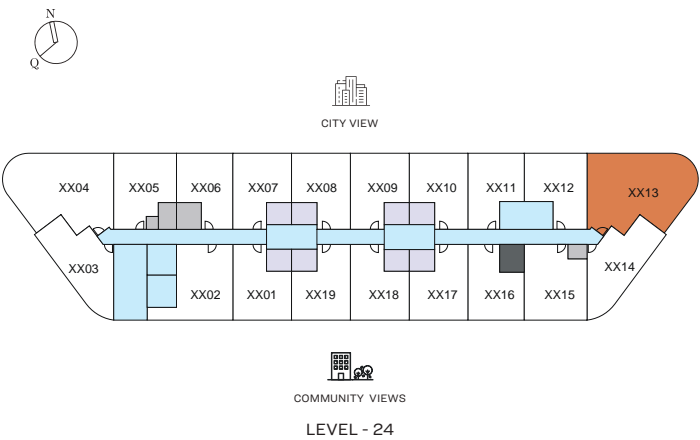 N
Q
CITY VIEW
XX04 XX05 XX06 XX07 XX08 XX09 XX10 XX11 XX12 XX13
XX03 XX14
XX02 XX01 XX19 XX18 XX17 XX16 XX15
COMMUNITY VIEWS
LEVEL - 24